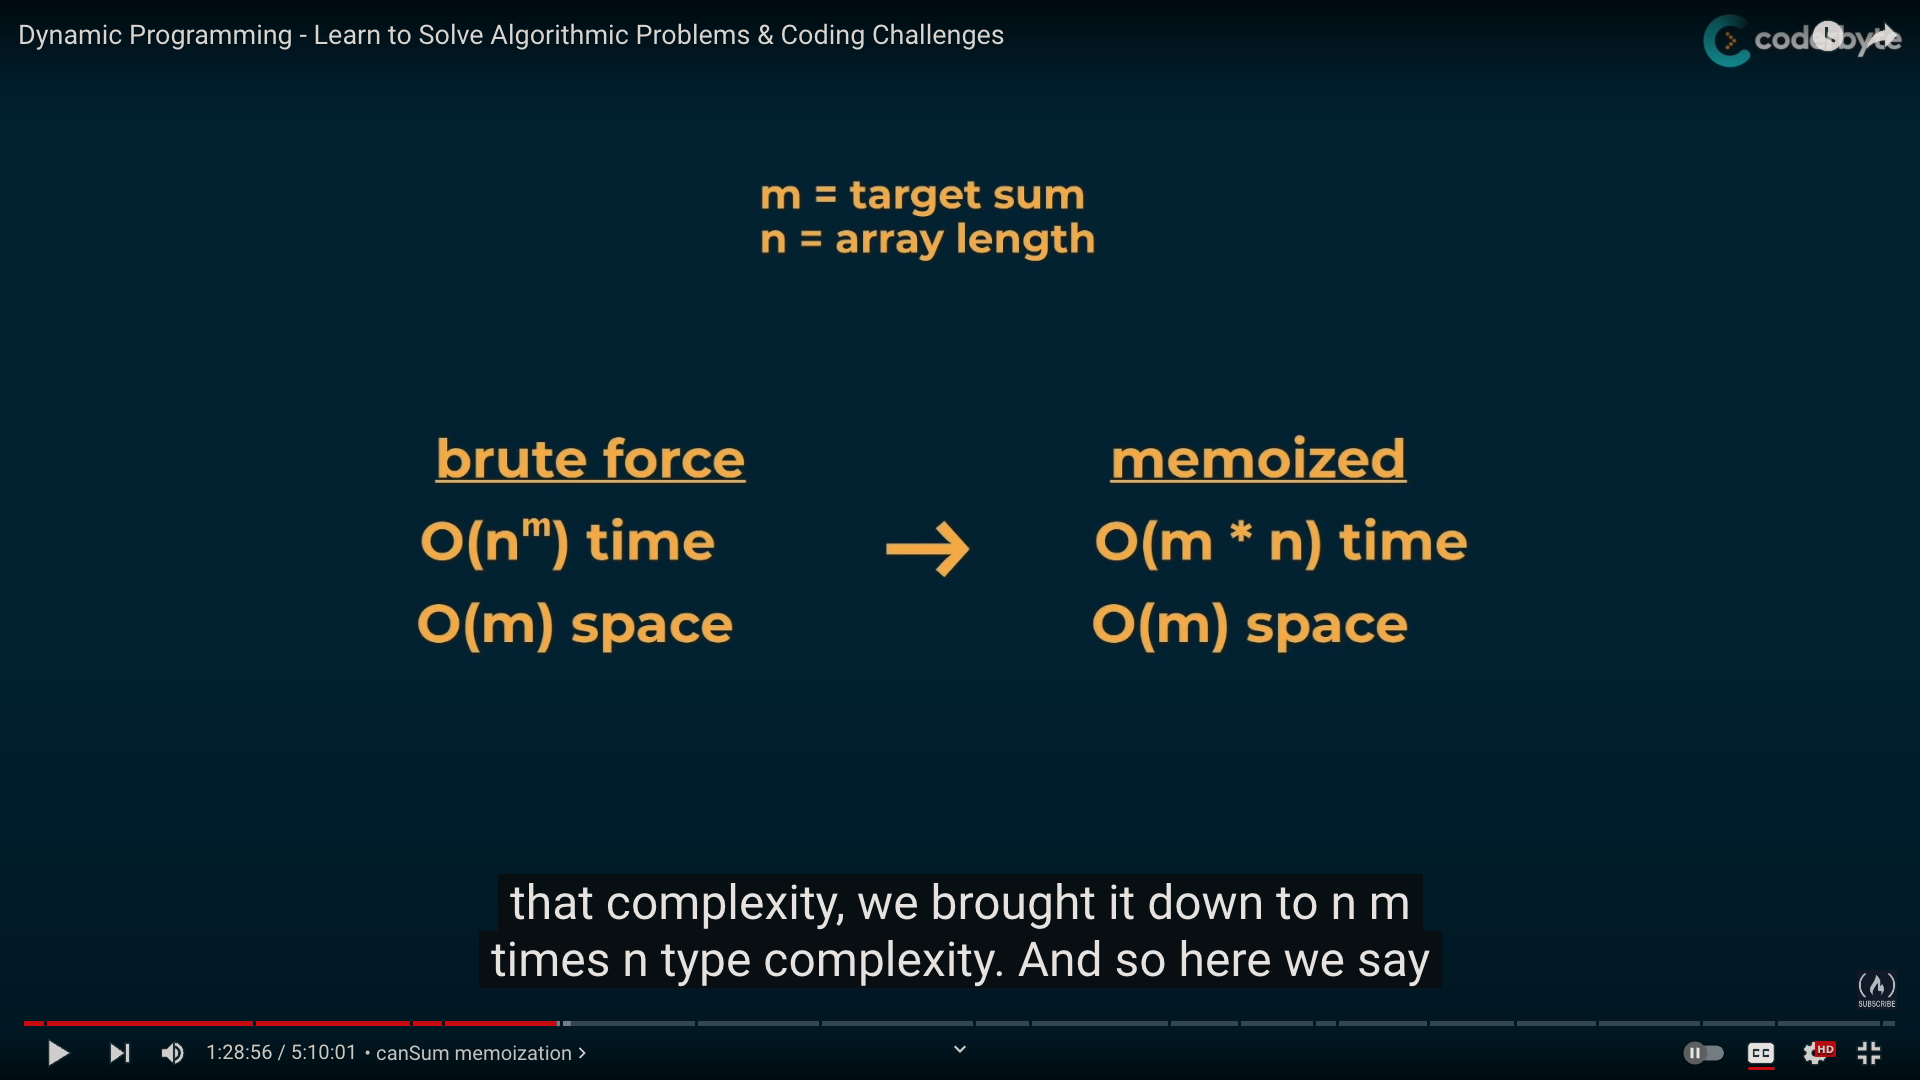 Dynamic Programming - Learn to Solve Algorithmic Problems & Coding Challenges
coderbyte
m = target sum
n = array length
brute force
memoized
O(nᵐ) time
→
O(m * n) time
O(m) space
O(m) space
that complexity, we brought it down to n m
times n type complexity. And so here we say
SUBSCRIBE
1:28:56 / 5:10:01 • canSum memoization >
CC
HD